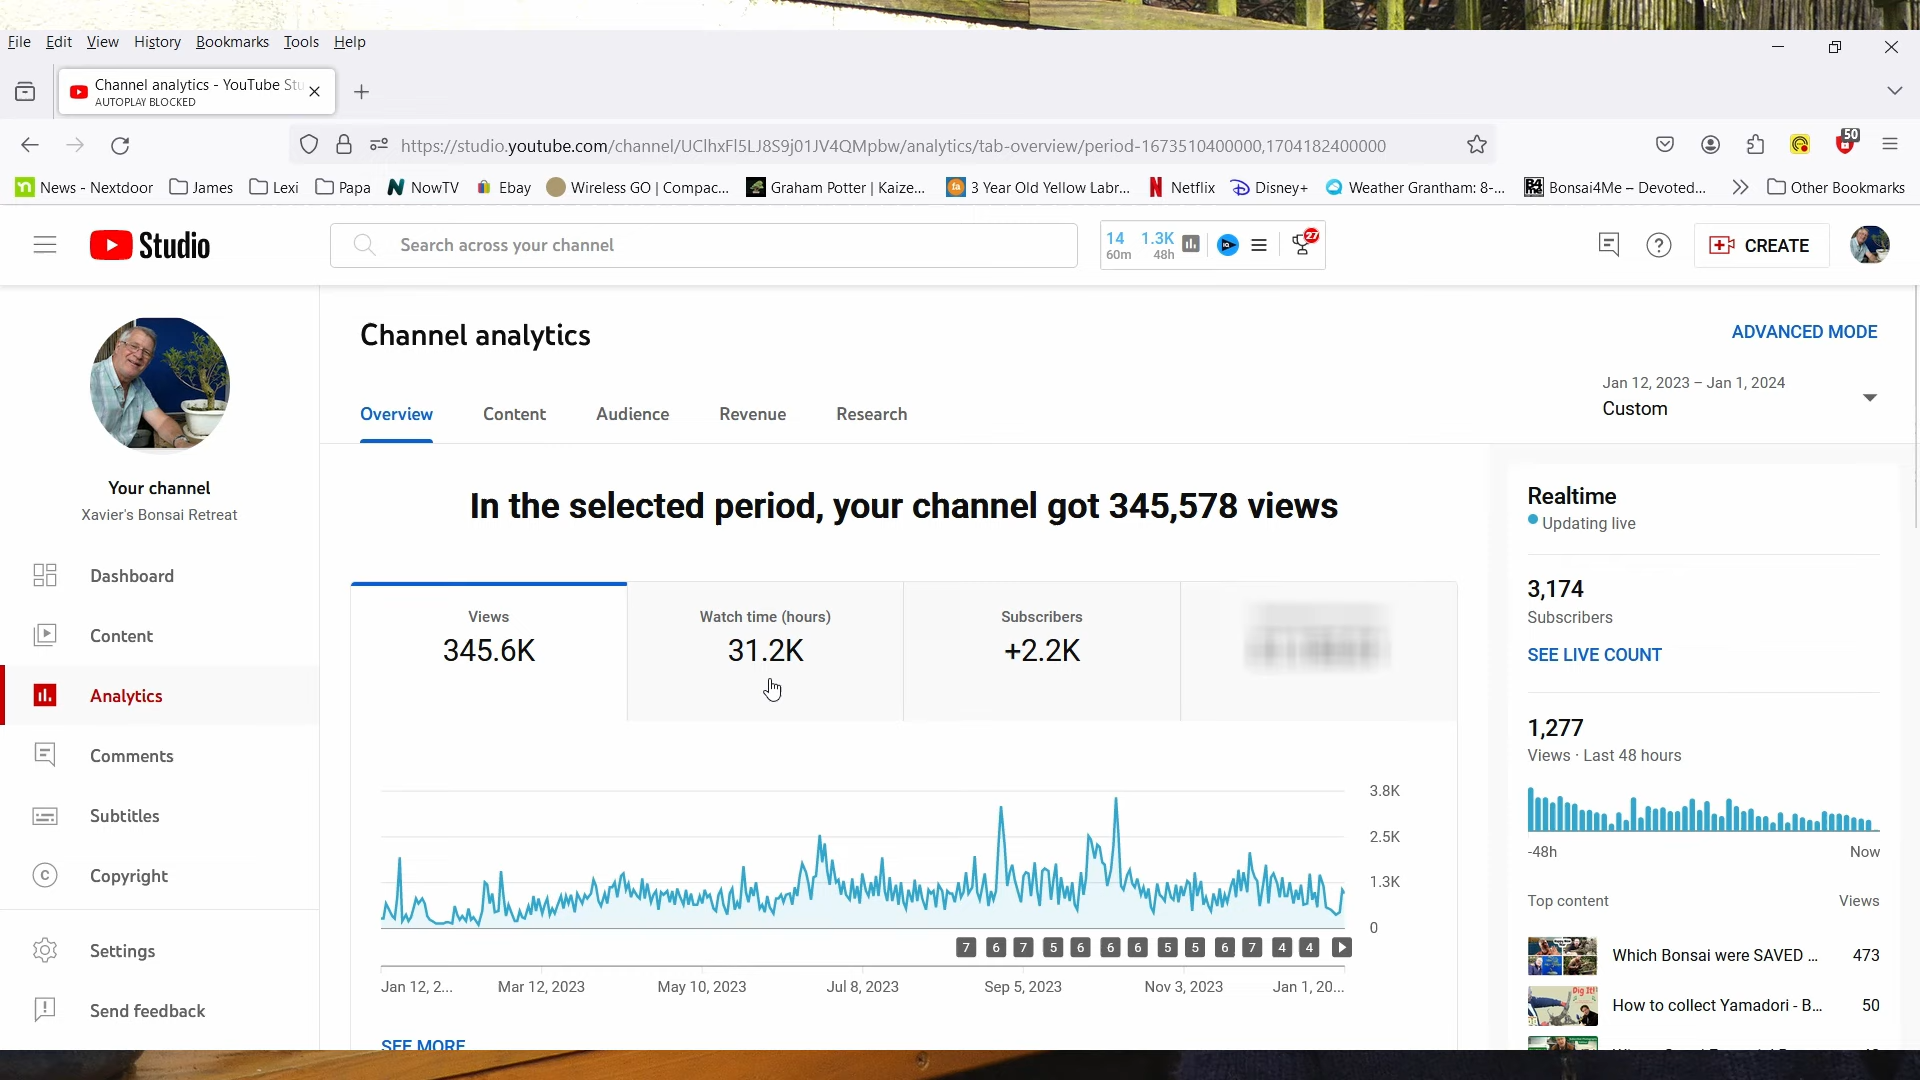 File Edit View History Bookmarks Tools Help
Channel analytics - YouTube Stu
AUTOPLAY BLOCKED
https://studio.youtube.com/channel/UClhxFl5LJ8S9j01JV4QMpbw/analytics/tab-overview/period-1673510400000,1704182400000
50
News - Nextdoor James Lexi Papa NowTV Ebay Wireless GO | Compac... Graham Potter | Kaize... 3 Year Old Yellow Labr... Netflix Disney+ Weather Grantham: 8-... Bonsai4Me – Devoted... Other Bookmarks
Studio
Search across your channel
14 1.3K
60m 48h
27
CREATE
Channel analytics
ADVANCED MODE
Jan 12, 2023 – Jan 1, 2024
Custom
Overview Content Audience Revenue Research
Your channel
Xavier's Bonsai Retreat
Dashboard
Content
Analytics
Comments
Subtitles
Copyright
Settings
Send feedback
In the selected period, your channel got 345,578 views
Views
345.6K
Watch time (hours)
31.2K
Subscribers
+2.2K
3.8K
2.5K
1.3K
0
7 6 7 5 6 6 6 5 5 6 7 4 4
Jan 12, 2... Mar 12, 2023 May 10, 2023 Jul 8, 2023 Sep 5, 2023 Nov 3, 2023 Jan 1, 20...
SEE MORE
Realtime
Updating live
3,174
Subscribers
SEE LIVE COUNT
1,277
Views · Last 48 hours
-48h Now
Top content Views
Which Bonsai were SAVED ... 473
How to collect Yamadori - B... 50
Dig It!